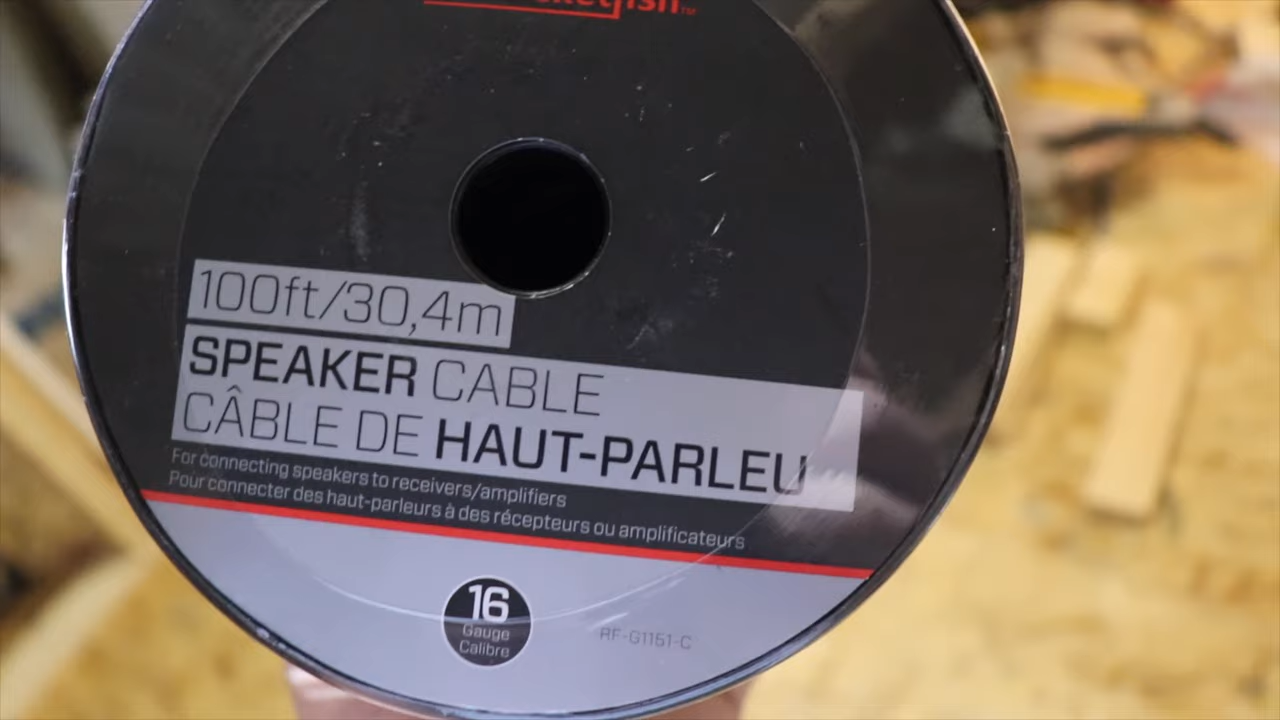 100ft/30,4m
SPEAKER CABLE
CÂBLE DE HAUT-PARLEU
For connecting speakers to receivers/amplifiers
Pour connecter des haut-parleurs à des récepteurs ou amplificateurs
16
Gauge
Calibre
RF-G1151-C